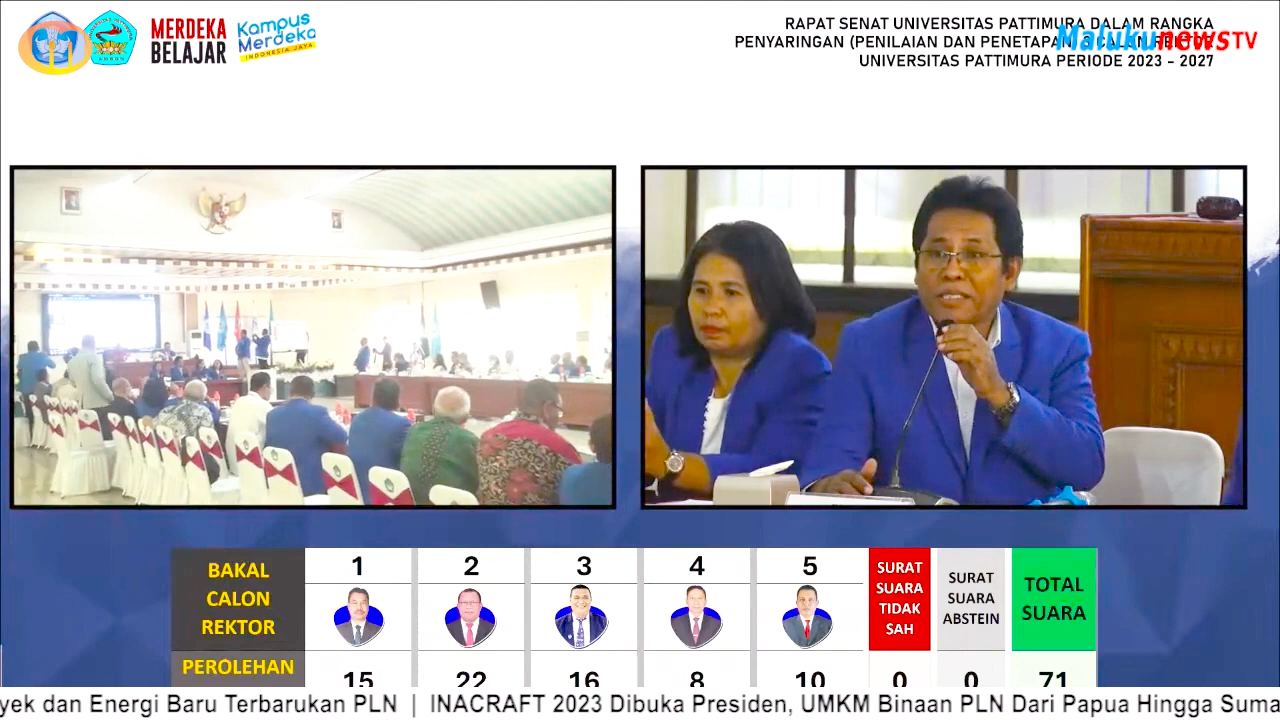 MERDEKA
BELAJAR
Kampus
Merdeka
INDONESIA JAYA
RAPAT SENAT UNIVERSITAS PATTIMURA DALAM RANGKA
PENYARINGAN (PENILAIAN DAN PENETAPAN) 3 CALON REKTOR
UNIVERSITAS PATTIMURA PERIODE 2023 - 2027
MalukunewsTV
BAKAL CALON REKTOR
1 2 3 4 5
SURAT SUARA TIDAK SAH
SURAT SUARA ABSTEIN
TOTAL SUARA
PEROLEHAN
15 22 16 8 10 0 0 71
yek dan Energi Baru Terbarukan PLN | INACRAFT 2023 Dibuka Presiden, UMKM Binaan PLN Dari Papua Hingga Suma